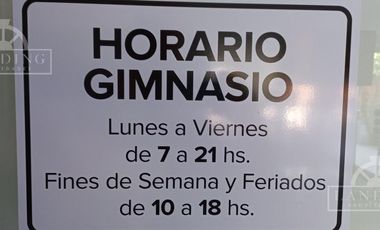 HORARIO
GIMNASIO
Lunes a Viernes
de 7 a 21 hs.
Fines de Semana y Feriados
de 10 a 18 hs.